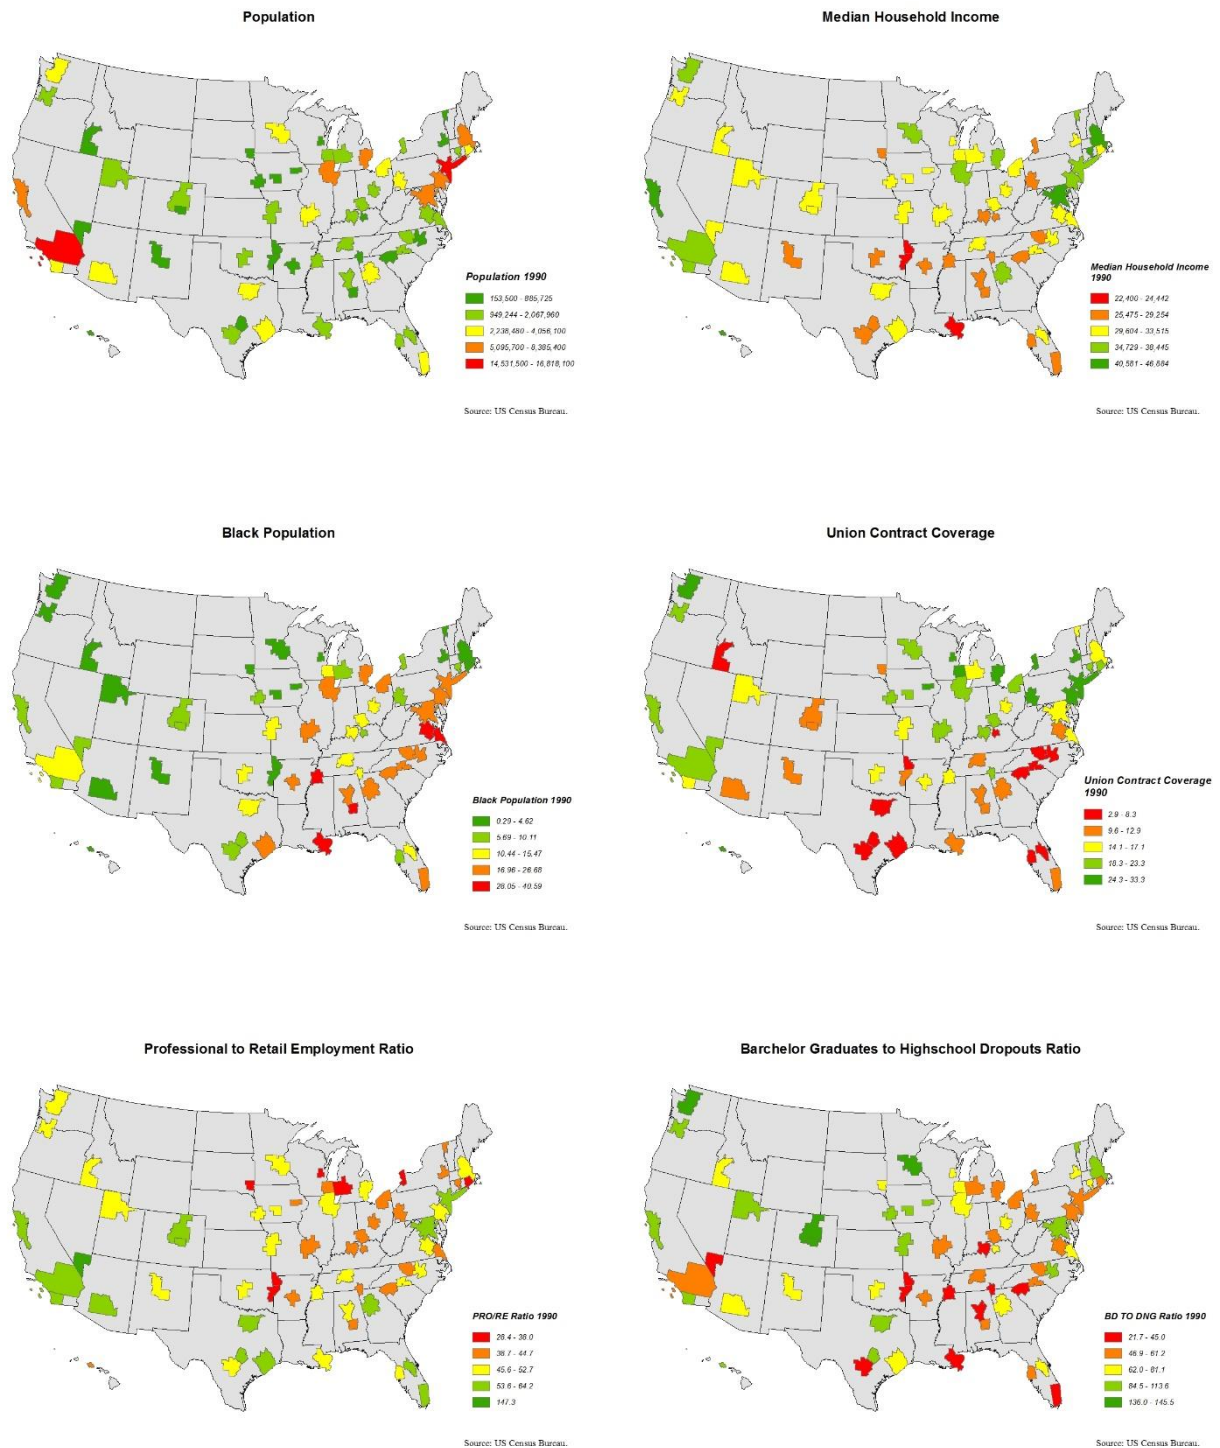 Population
Population 1990
153,500 - 885,725
949,244 - 2,067,960
2,238,480 - 4,056,100
5,095,700 - 8,385,400
14,531,500 - 16,818,100
Source: US Census Bureau.
Median Household Income
Median Household Income
1990
22,400 - 24,442
25,475 - 29,254
29,604 - 33,515
34,729 - 38,445
40,581 - 46,884
Source: US Census Bureau.
Black Population
Black Population 1990
0.29 - 4.62
5.69 - 10.11
10.44 - 15.47
16.96 - 26.68
28.05 - 40.59
Source: US Census Bureau.
Union Contract Coverage
Union Contract Coverage
1990
2.9 - 8.3
9.6 - 12.9
14.1 - 17.1
18.3 - 23.3
24.3 - 33.3
Source: US Census Bureau.
Professional to Retail Employment Ratio
PRO/RE Ratio 1990
28.4 - 38.0
38.7 - 44.7
45.6 - 52.7
53.6 - 64.2
147.3
Source: US Census Bureau.
Barchelor Graduates to Highschool Dropouts Ratio
BD TO DNG Ratio 1990
21.7 - 45.0
46.9 - 61.2
62.0 - 81.1
84.5 - 113.6
136.0 - 145.5
Source: US Census Bureau.